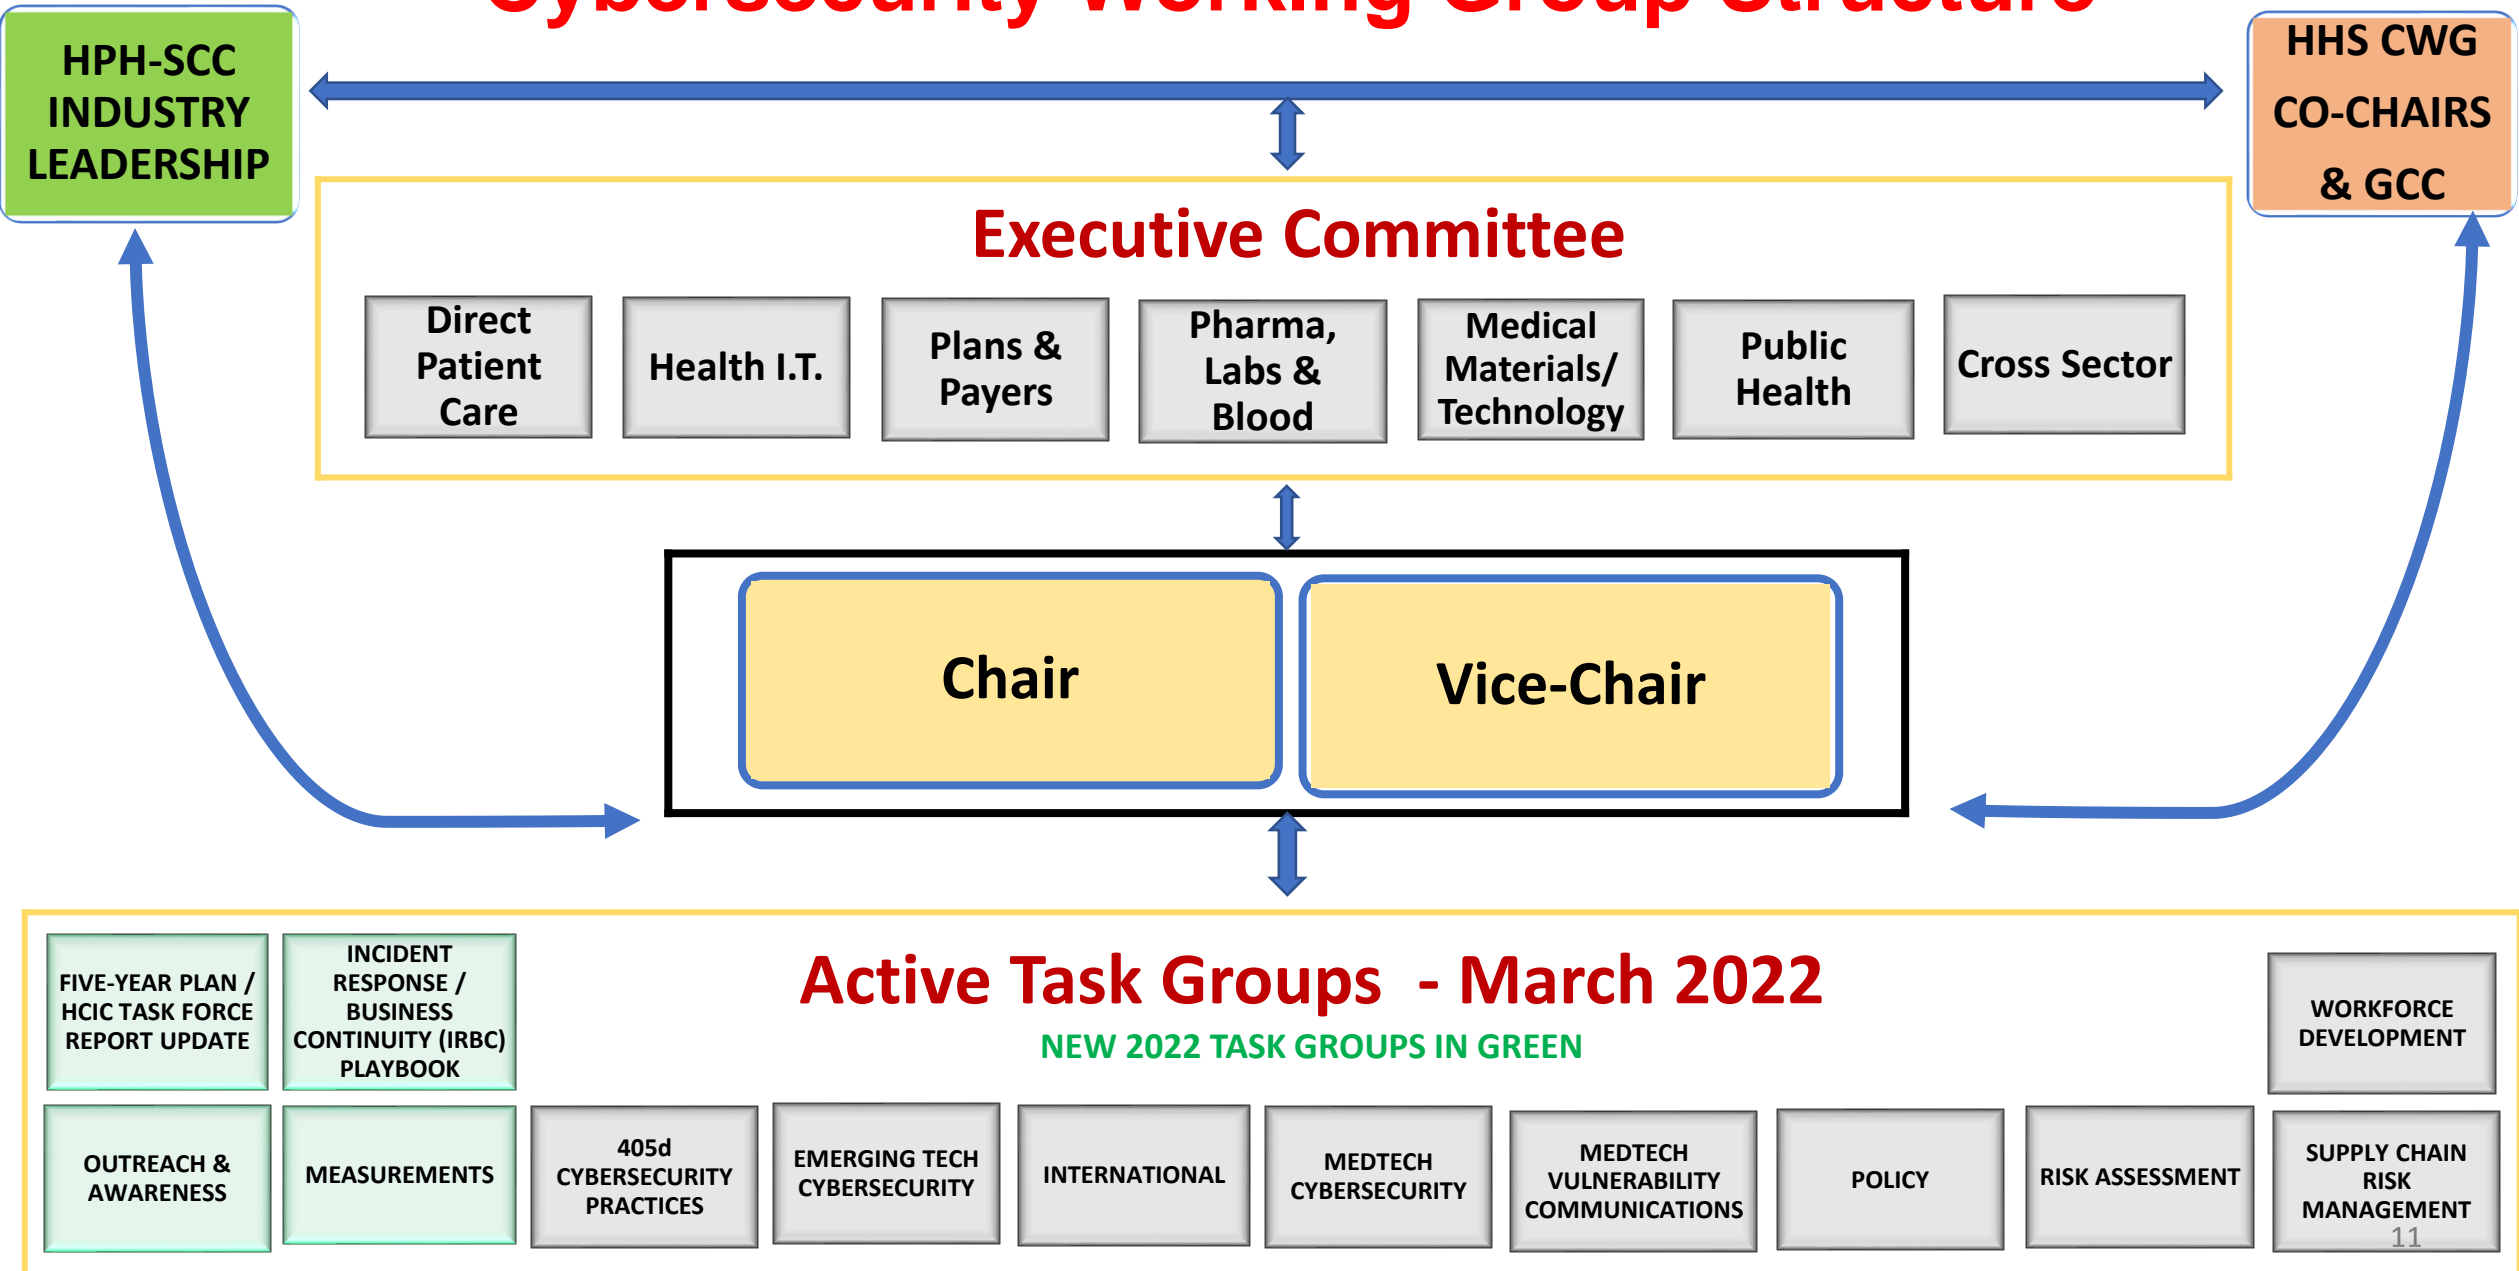 Cybersecurity Working Group Structure
HPH-SCC
INDUSTRY
LEADERSHIP
HHS CWG
CO-CHAIRS
& GCC
Executive Committee
Direct
Patient
Care
Health I.T.
Plans &
Payers
Pharma,
Labs &
Blood
Medical
Materials/
Technology
Public
Health
Cross Sector
Chair
Vice-Chair
Active Task Groups - March 2022
NEW 2022 TASK GROUPS IN GREEN
FIVE-YEAR PLAN /
HCIC TASK FORCE
REPORT UPDATE
INCIDENT
RESPONSE /
BUSINESS
CONTINUITY (IRBC)
PLAYBOOK
WORKFORCE
DEVELOPMENT
OUTREACH &
AWARENESS
MEASUREMENTS
405d
CYBERSECURITY
PRACTICES
EMERGING TECH
CYBERSECURITY
INTERNATIONAL
MEDTECH
CYBERSECURITY
MEDTECH
VULNERABILITY
COMMUNICATIONS
POLICY
RISK ASSESSMENT
SUPPLY CHAIN
RISK
MANAGEMENT
11